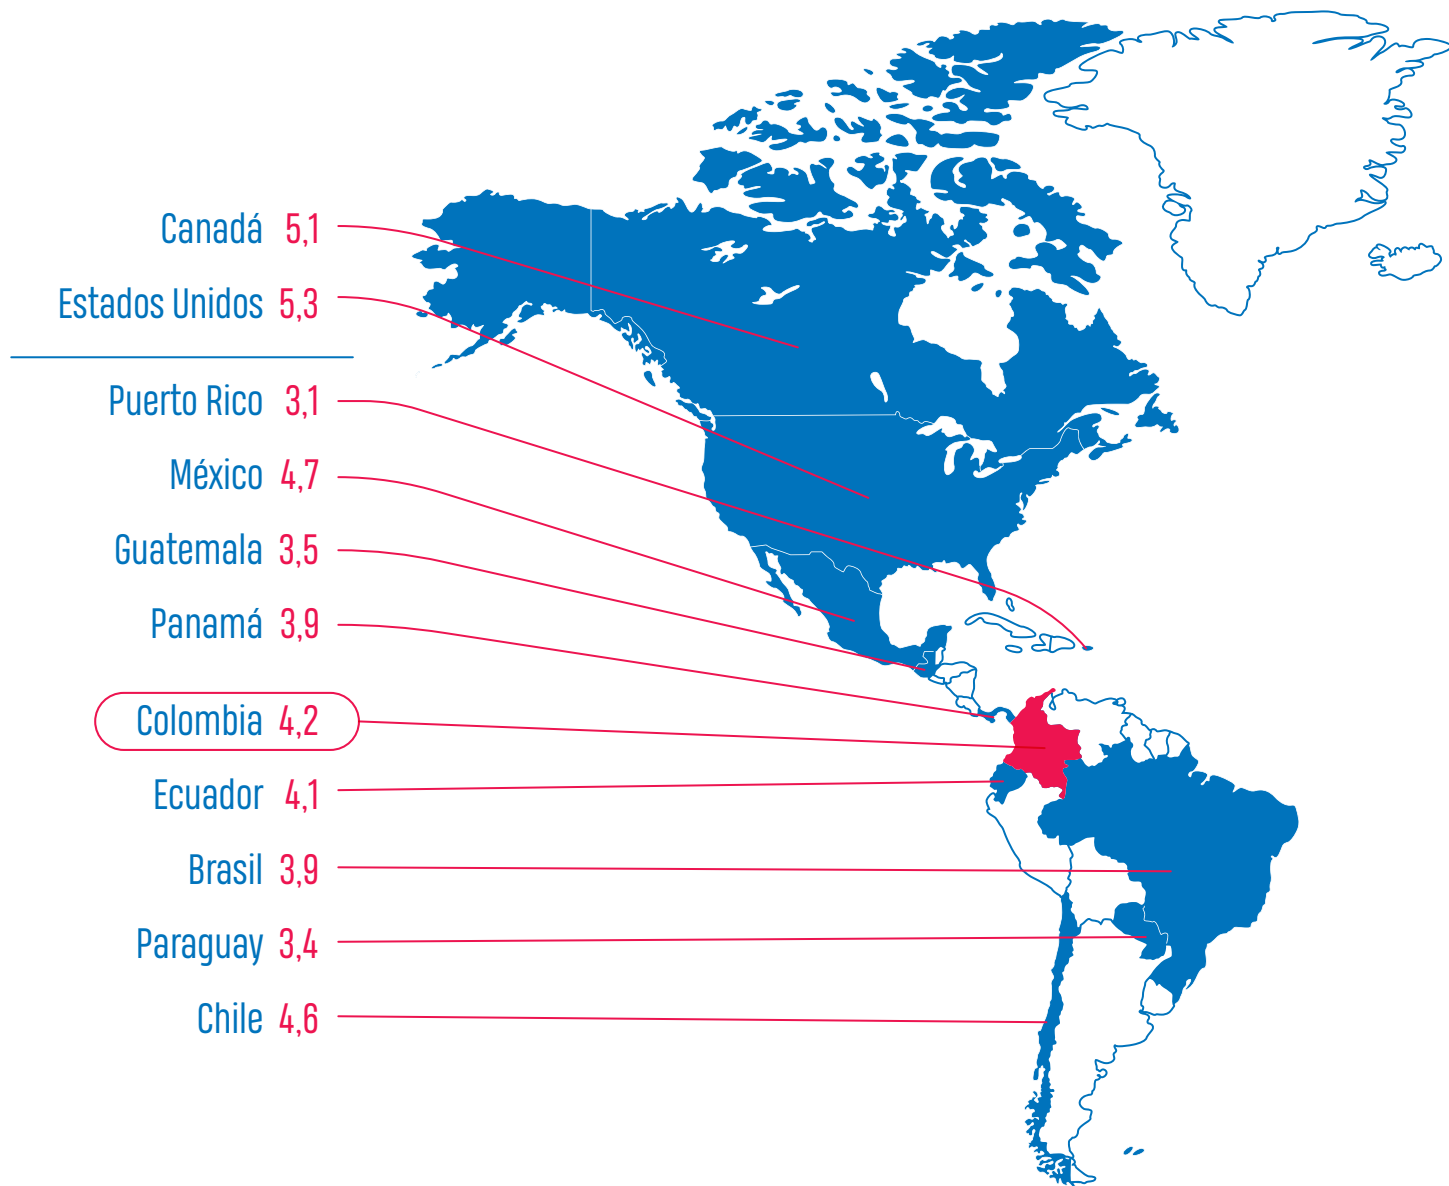 Canadá 5,1
Estados Unidos 5,3
Puerto Rico 3,1
México 4,7
Guatemala 3,5
Panamá 3,9
Colombia 4,2
Ecuador 4,1
Brasil 3,9
Paraguay 3,4
Chile 4,6